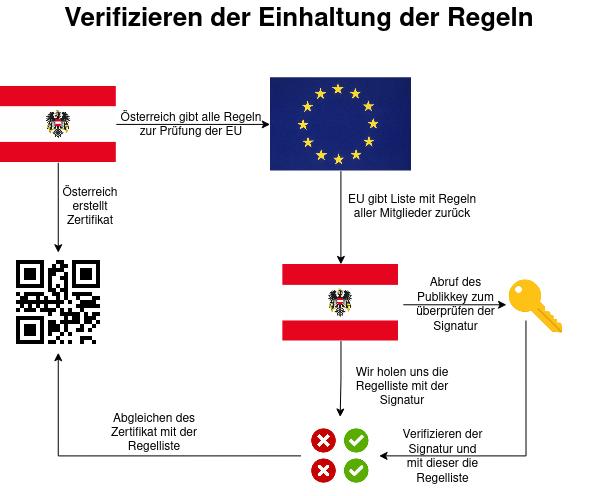 Verifizieren der Einhaltung der Regeln
Österreich gibt alle Regeln
zur Prüfung der EU
Österreich
erstellt
Zertifikat
EU gibt Liste mit Regeln
aller Mitglieder zurück
Abruf des
Publikkey zum
überprüfen der
Signatur
Wir holen uns die
Regelliste mit der
Signatur
Abgleichen des
Zertifikat mit der
Regelliste
Verifizieren der
Signatur und
mit dieser die
Regelliste